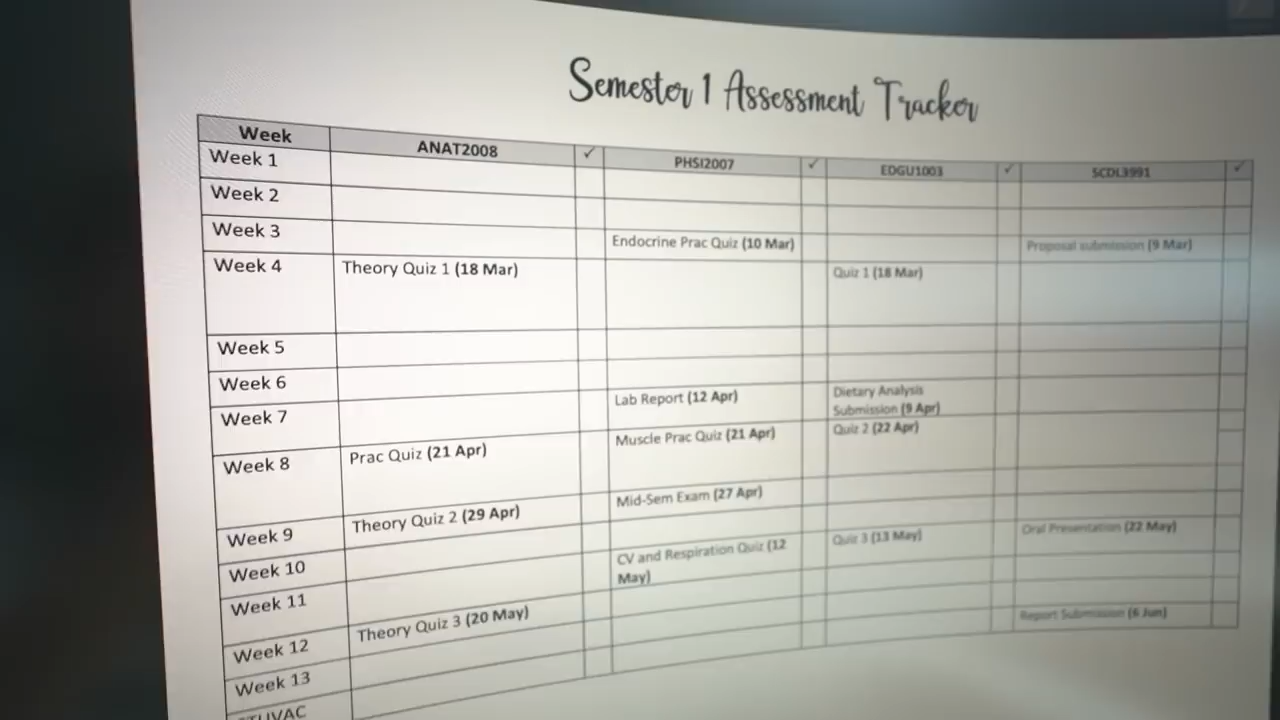 Semester 1 Assessment Tracker
Week ANAT2008 ✓ PHSI2007 ✓ EDGU1003 ✓ SCDL3991 ✓
Week 1
Week 2
Week 3 Endocrine Prac Quiz (10 Mar) Proposal submission (9 Mar)
Week 4 Theory Quiz 1 (18 Mar) Quiz 1 (18 Mar)
Week 5
Week 6
Week 7 Lab Report (12 Apr) Dietary Analysis
Submission (9 Apr)
Week 8 Prac Quiz (21 Apr) Muscle Prac Quiz (21 Apr) Quiz 2 (22 Apr)
Week 9 Theory Quiz 2 (29 Apr) Mid-Sem Exam (27 Apr)
Week 10
Week 11 CV and Respiration Quiz (12 Quiz 3 (13 May) Oral Presentation (22 May)
May)
Week 12 Theory Quiz 3 (20 May)
Week 13
STUVAC Report Submission (6 Jun)